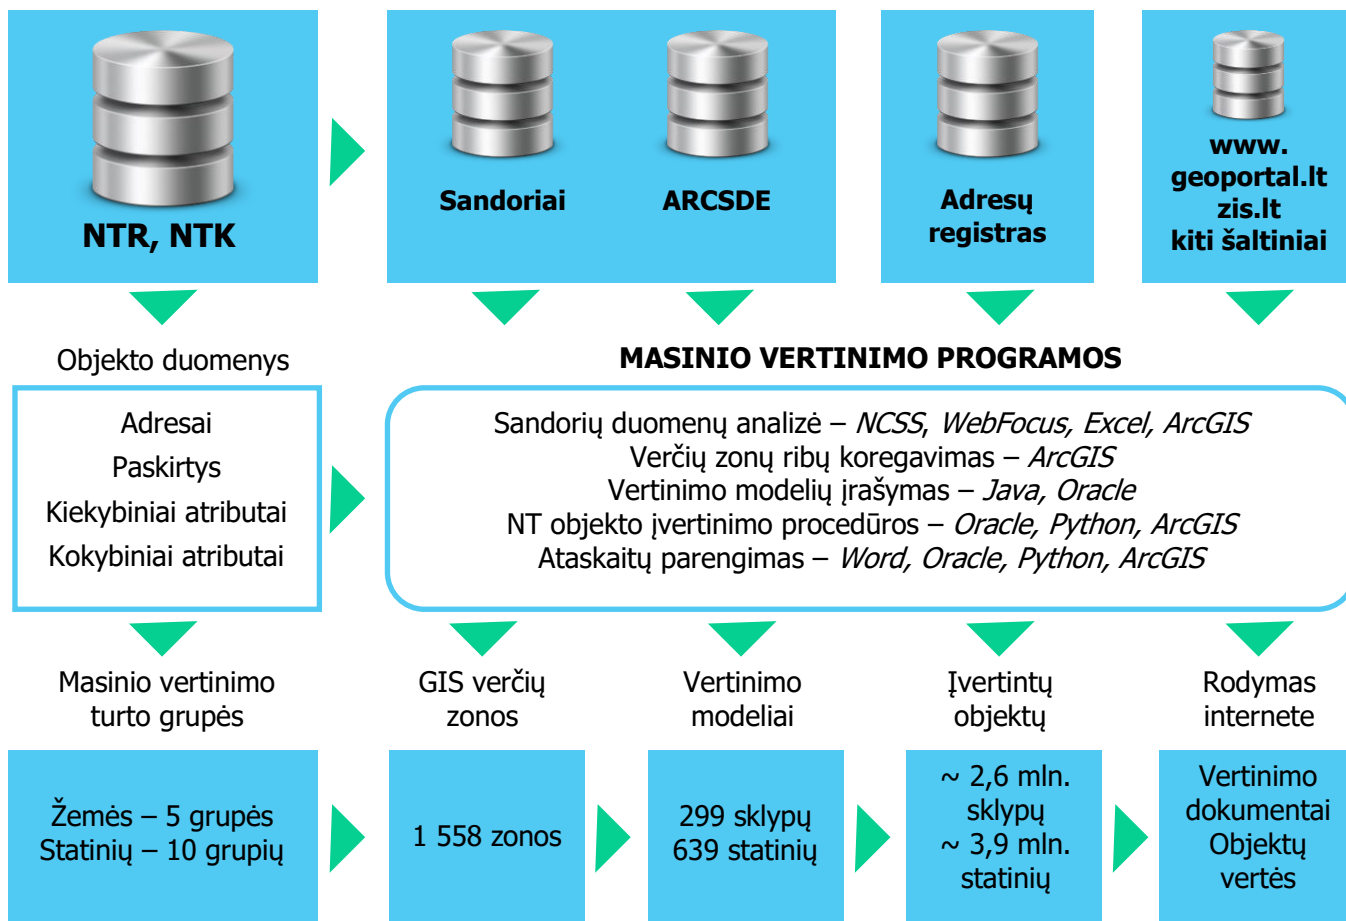 NTR, NTK
Sandoriai
ARCSDE
Adresų
registras
www.
geoportal.lt
zis.lt
kiti šaltiniai
Objekto duomenys
Adresai
Paskirtys
Kiekybiniai atributai
Kokybiniai atributai
MASINIO VERTINIMO PROGRAMOS
Sandorių duomenų analizė – NCSS, WebFocus, Excel, ArcGIS
Verčių zonų ribų koregavimas – ArcGIS
Vertinimo modelių įrašymas – Java, Oracle
NT objekto įvertinimo procedūros – Oracle, Python, ArcGIS
Ataskaitų parengimas – Word, Oracle, Python, ArcGIS
Masinio vertinimo
turto grupės
GIS verčių
zonos
Vertinimo
modeliai
Įvertintų
objektų
Rodymas
internete
Žemės – 5 grupės
Statinių – 10 grupių
1 558 zonos
299 sklypų
639 statinių
~ 2,6 mln.
sklypų
~ 3,9 mln.
statinių
Vertinimo
dokumentai
Objektų
vertės